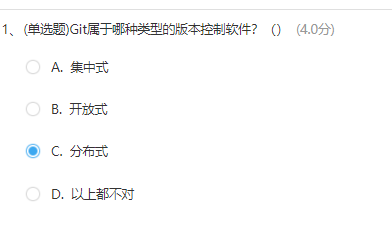 1、(单选题)Git属于哪种类型的版本控制软件? () (4.0分)
A. 集中式
B. 开放式
C. 分布式
D. 以上都不对